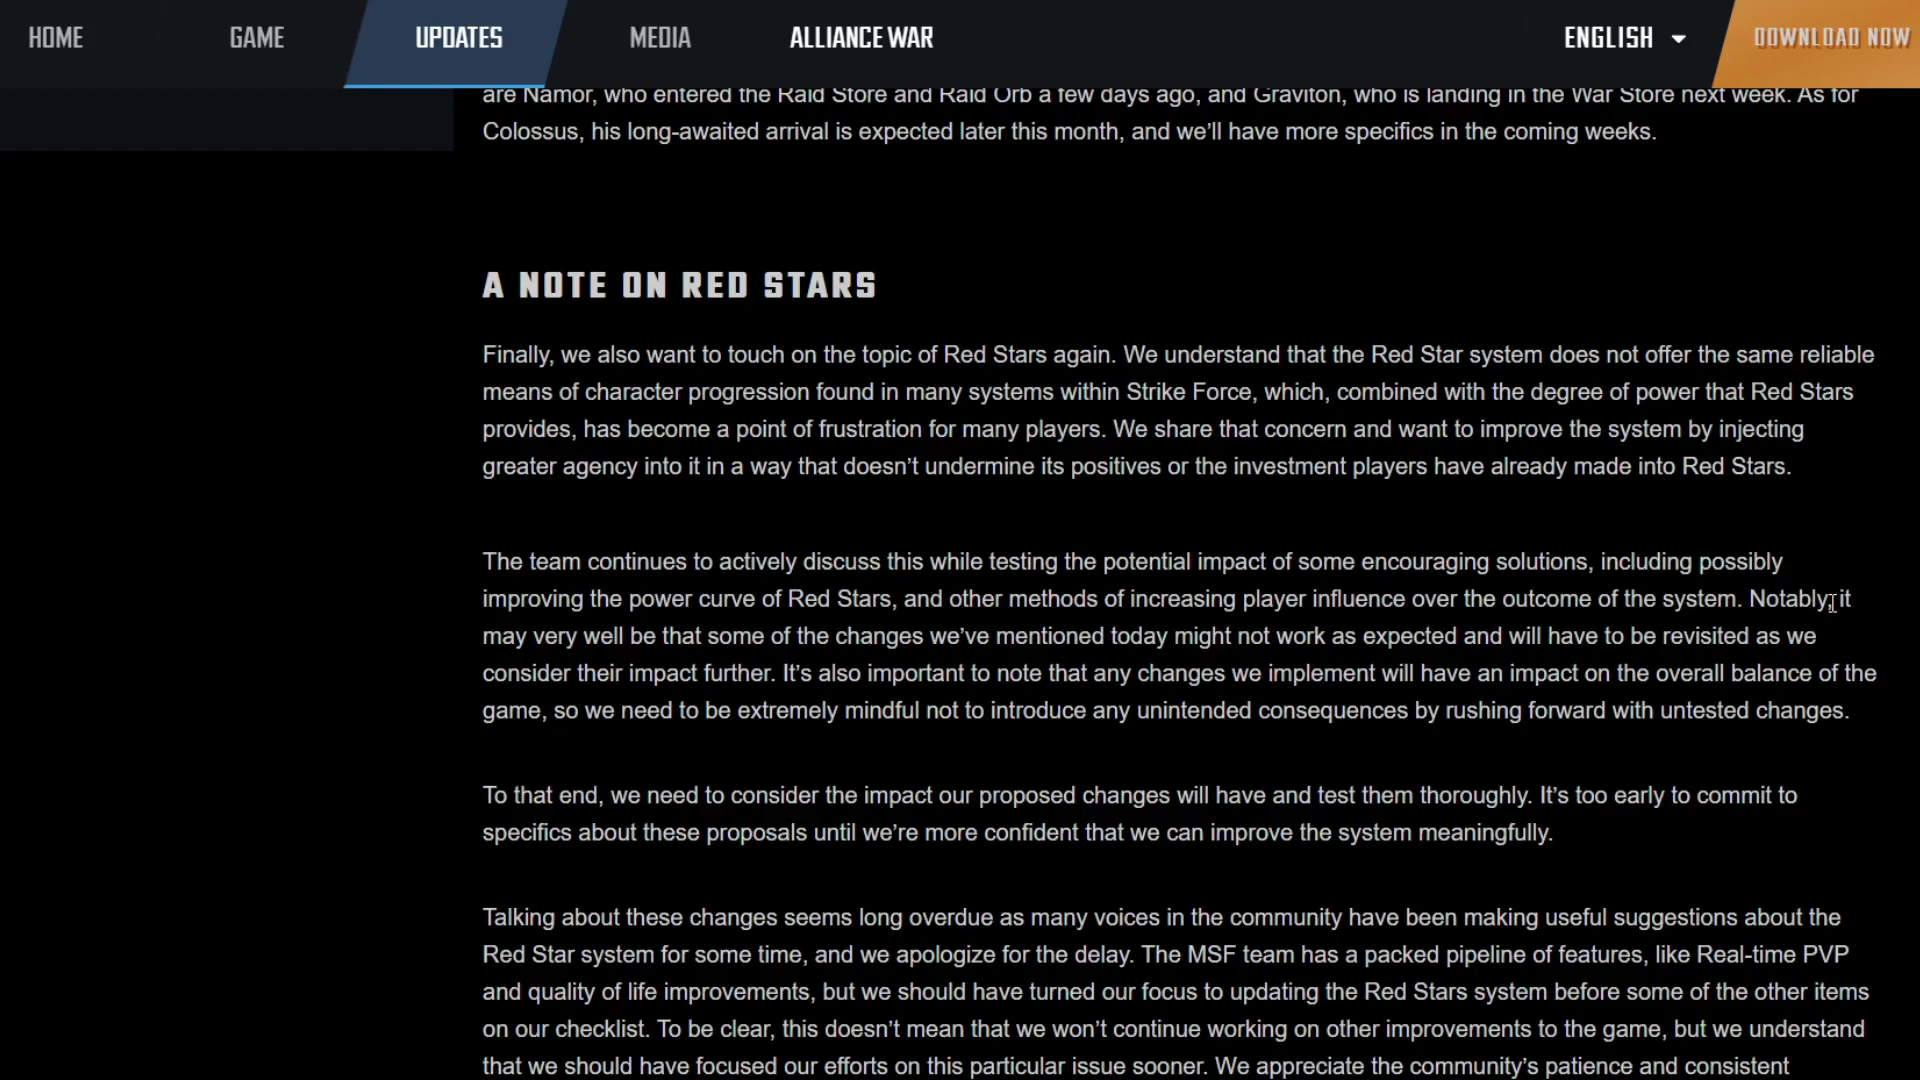 HOME
GAME
UPDATES
MEDIA
ALLIANCE WAR
ENGLISH
DOWNLOAD NOW
are Namor, who entered the Raid Store and Raid Orb a few days ago, and Graviton, who is landing in the War Store next week. As for
Colossus, his long-awaited arrival is expected later this month, and we’ll have more specifics in the coming weeks.
A NOTE ON RED STARS
Finally, we also want to touch on the topic of Red Stars again. We understand that the Red Star system does not offer the same reliable
means of character progression found in many systems within Strike Force, which, combined with the degree of power that Red Stars
provides, has become a point of frustration for many players. We share that concern and want to improve the system by injecting
greater agency into it in a way that doesn’t undermine its positives or the investment players have already made into Red Stars.
The team continues to actively discuss this while testing the potential impact of some encouraging solutions, including possibly
improving the power curve of Red Stars, and other methods of increasing player influence over the outcome of the system. Notably, it
may very well be that some of the changes we’ve mentioned today might not work as expected and will have to be revisited as we
consider their impact further. It’s also important to note that any changes we implement will have an impact on the overall balance of the
game, so we need to be extremely mindful not to introduce any unintended consequences by rushing forward with untested changes.
To that end, we need to consider the impact our proposed changes will have and test them thoroughly. It’s too early to commit to
specifics about these proposals until we’re more confident that we can improve the system meaningfully.
Talking about these changes seems long overdue as many voices in the community have been making useful suggestions about the
Red Star system for some time, and we apologize for the delay. The MSF team has a packed pipeline of features, like Real-time PVP
and quality of life improvements, but we should have turned our focus to updating the Red Stars system before some of the other items
on our checklist. To be clear, this doesn’t mean that we won’t continue working on other improvements to the game, but we understand
that we should have focused our efforts on this particular issue sooner. We appreciate the community’s patience and consistent